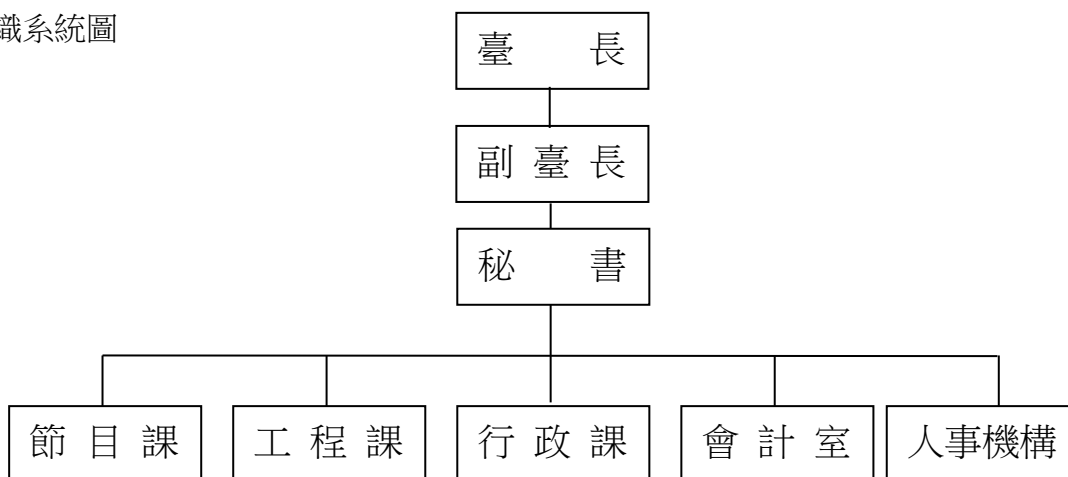 織系統圖
臺長
副臺長
秘書
節目課 工程課 行政課 會計室 人事機構